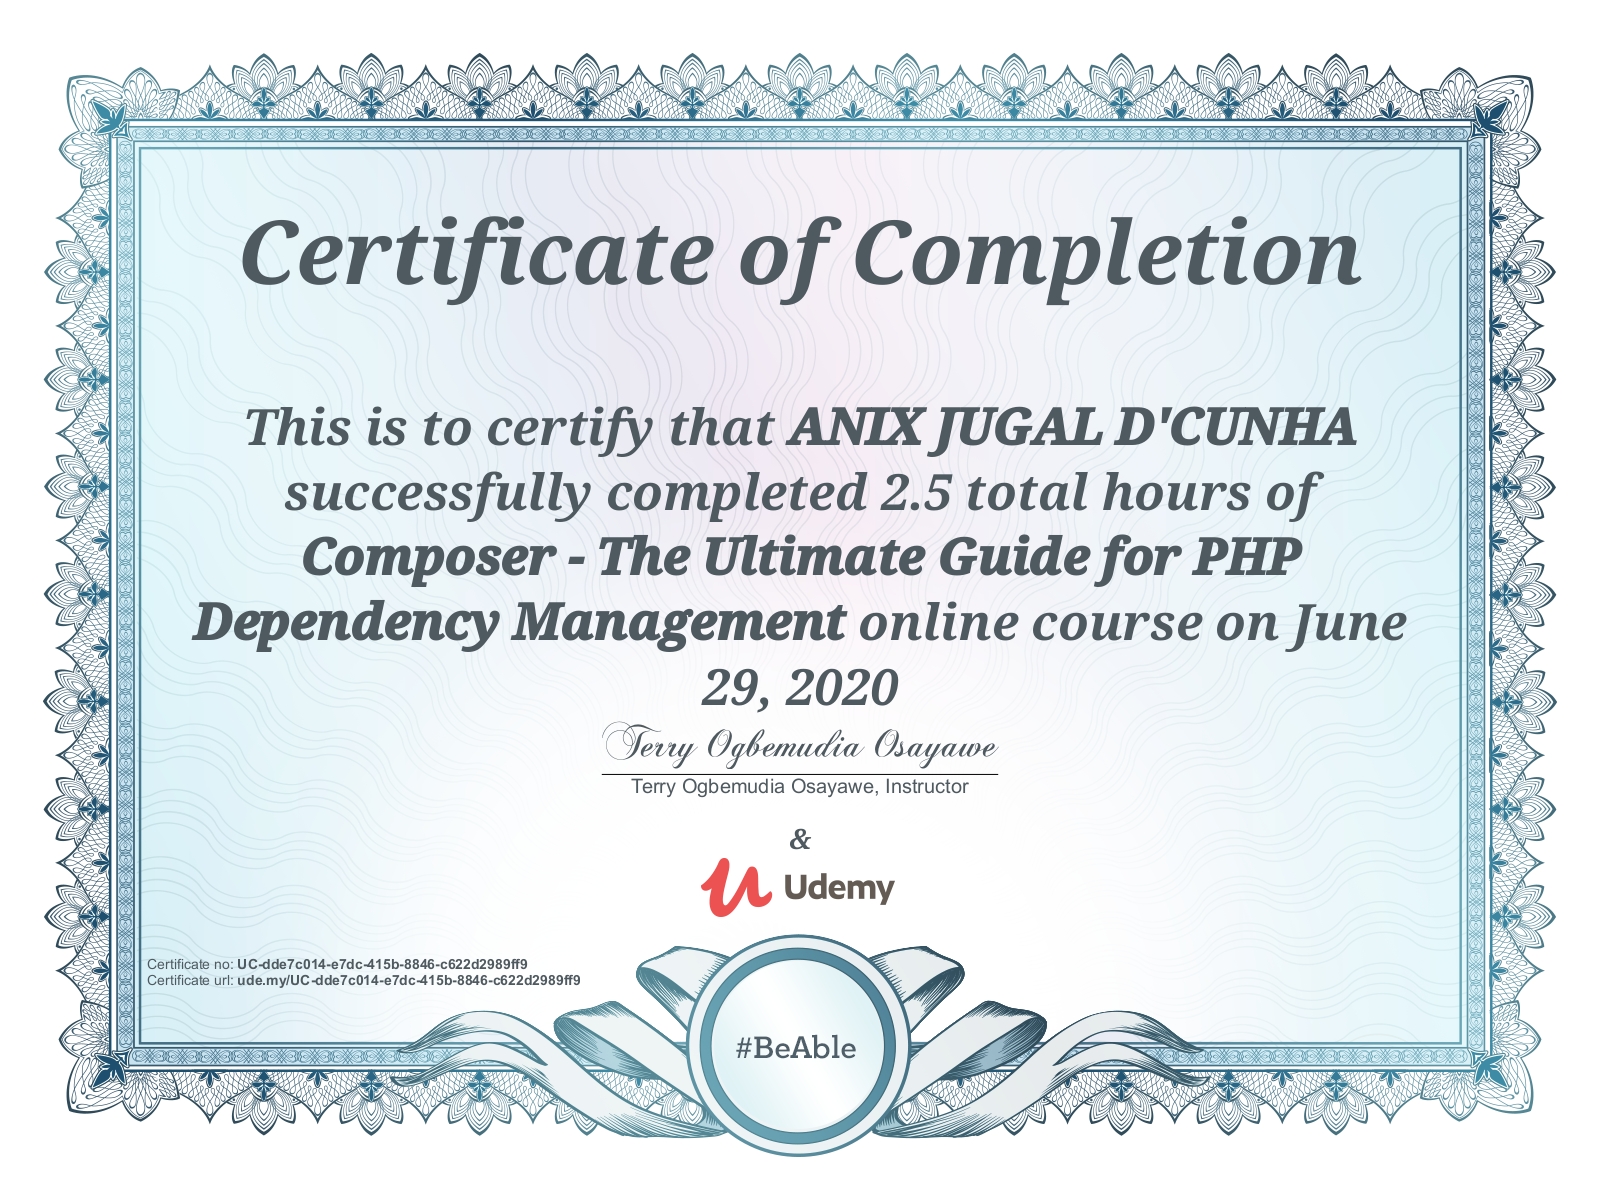 Certificate of Completion
This is to certify that ANIX JUGAL D'CUNHA
successfully completed 2.5 total hours of
Composer - The Ultimate Guide for PHP
Dependency Management online course on June
29, 2020
Terry Ogbemudia Osayawe
Terry Ogbemudia Osayawe, Instructor
&
Udemy
Certificate no: UC-dde7c014-e7dc-415b-8846-c622d2989ff9
Certificate url: ude.my/UC-dde7c014-e7dc-415b-8846-c622d2989ff9
#BeAble